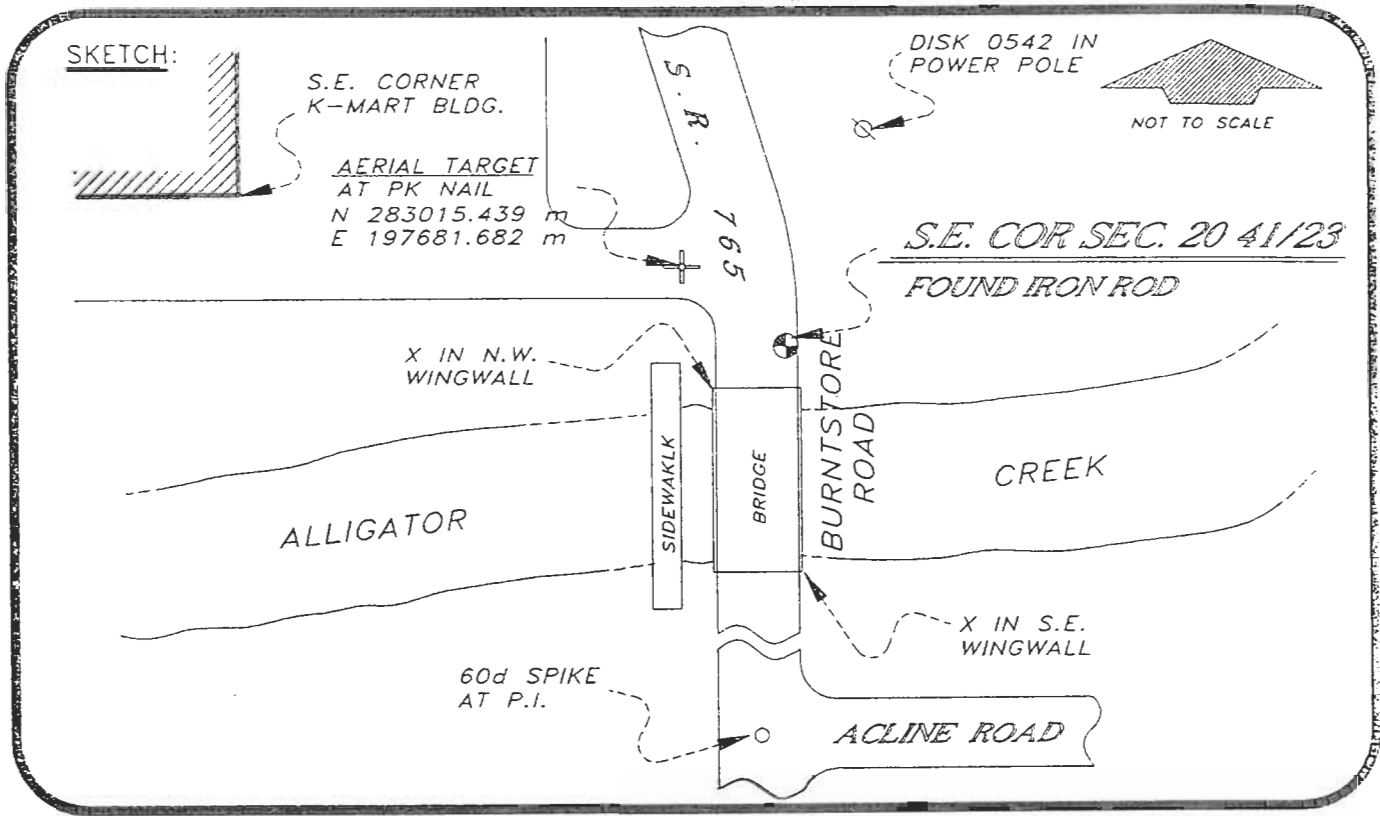 SKETCH:
S.E. CORNER
K-MART BLDG.
DISK 0542 IN
POWER POLE
NOT TO SCALE
AERIAL TARGET
AT PK NAIL
N 283015.439 m
E 197681.682 m
S. R. 765
S.E. COR SEC. 20 41/23
FOUND IRON ROD
X IN N.W.
WINGWALL
SIDEWAKLK
BRIDGE
BURNTSTORE
ROAD
CREEK
ALLIGATOR
X IN S.E.
WINGWALL
60d SPIKE
AT P.I.
ACLINE ROAD